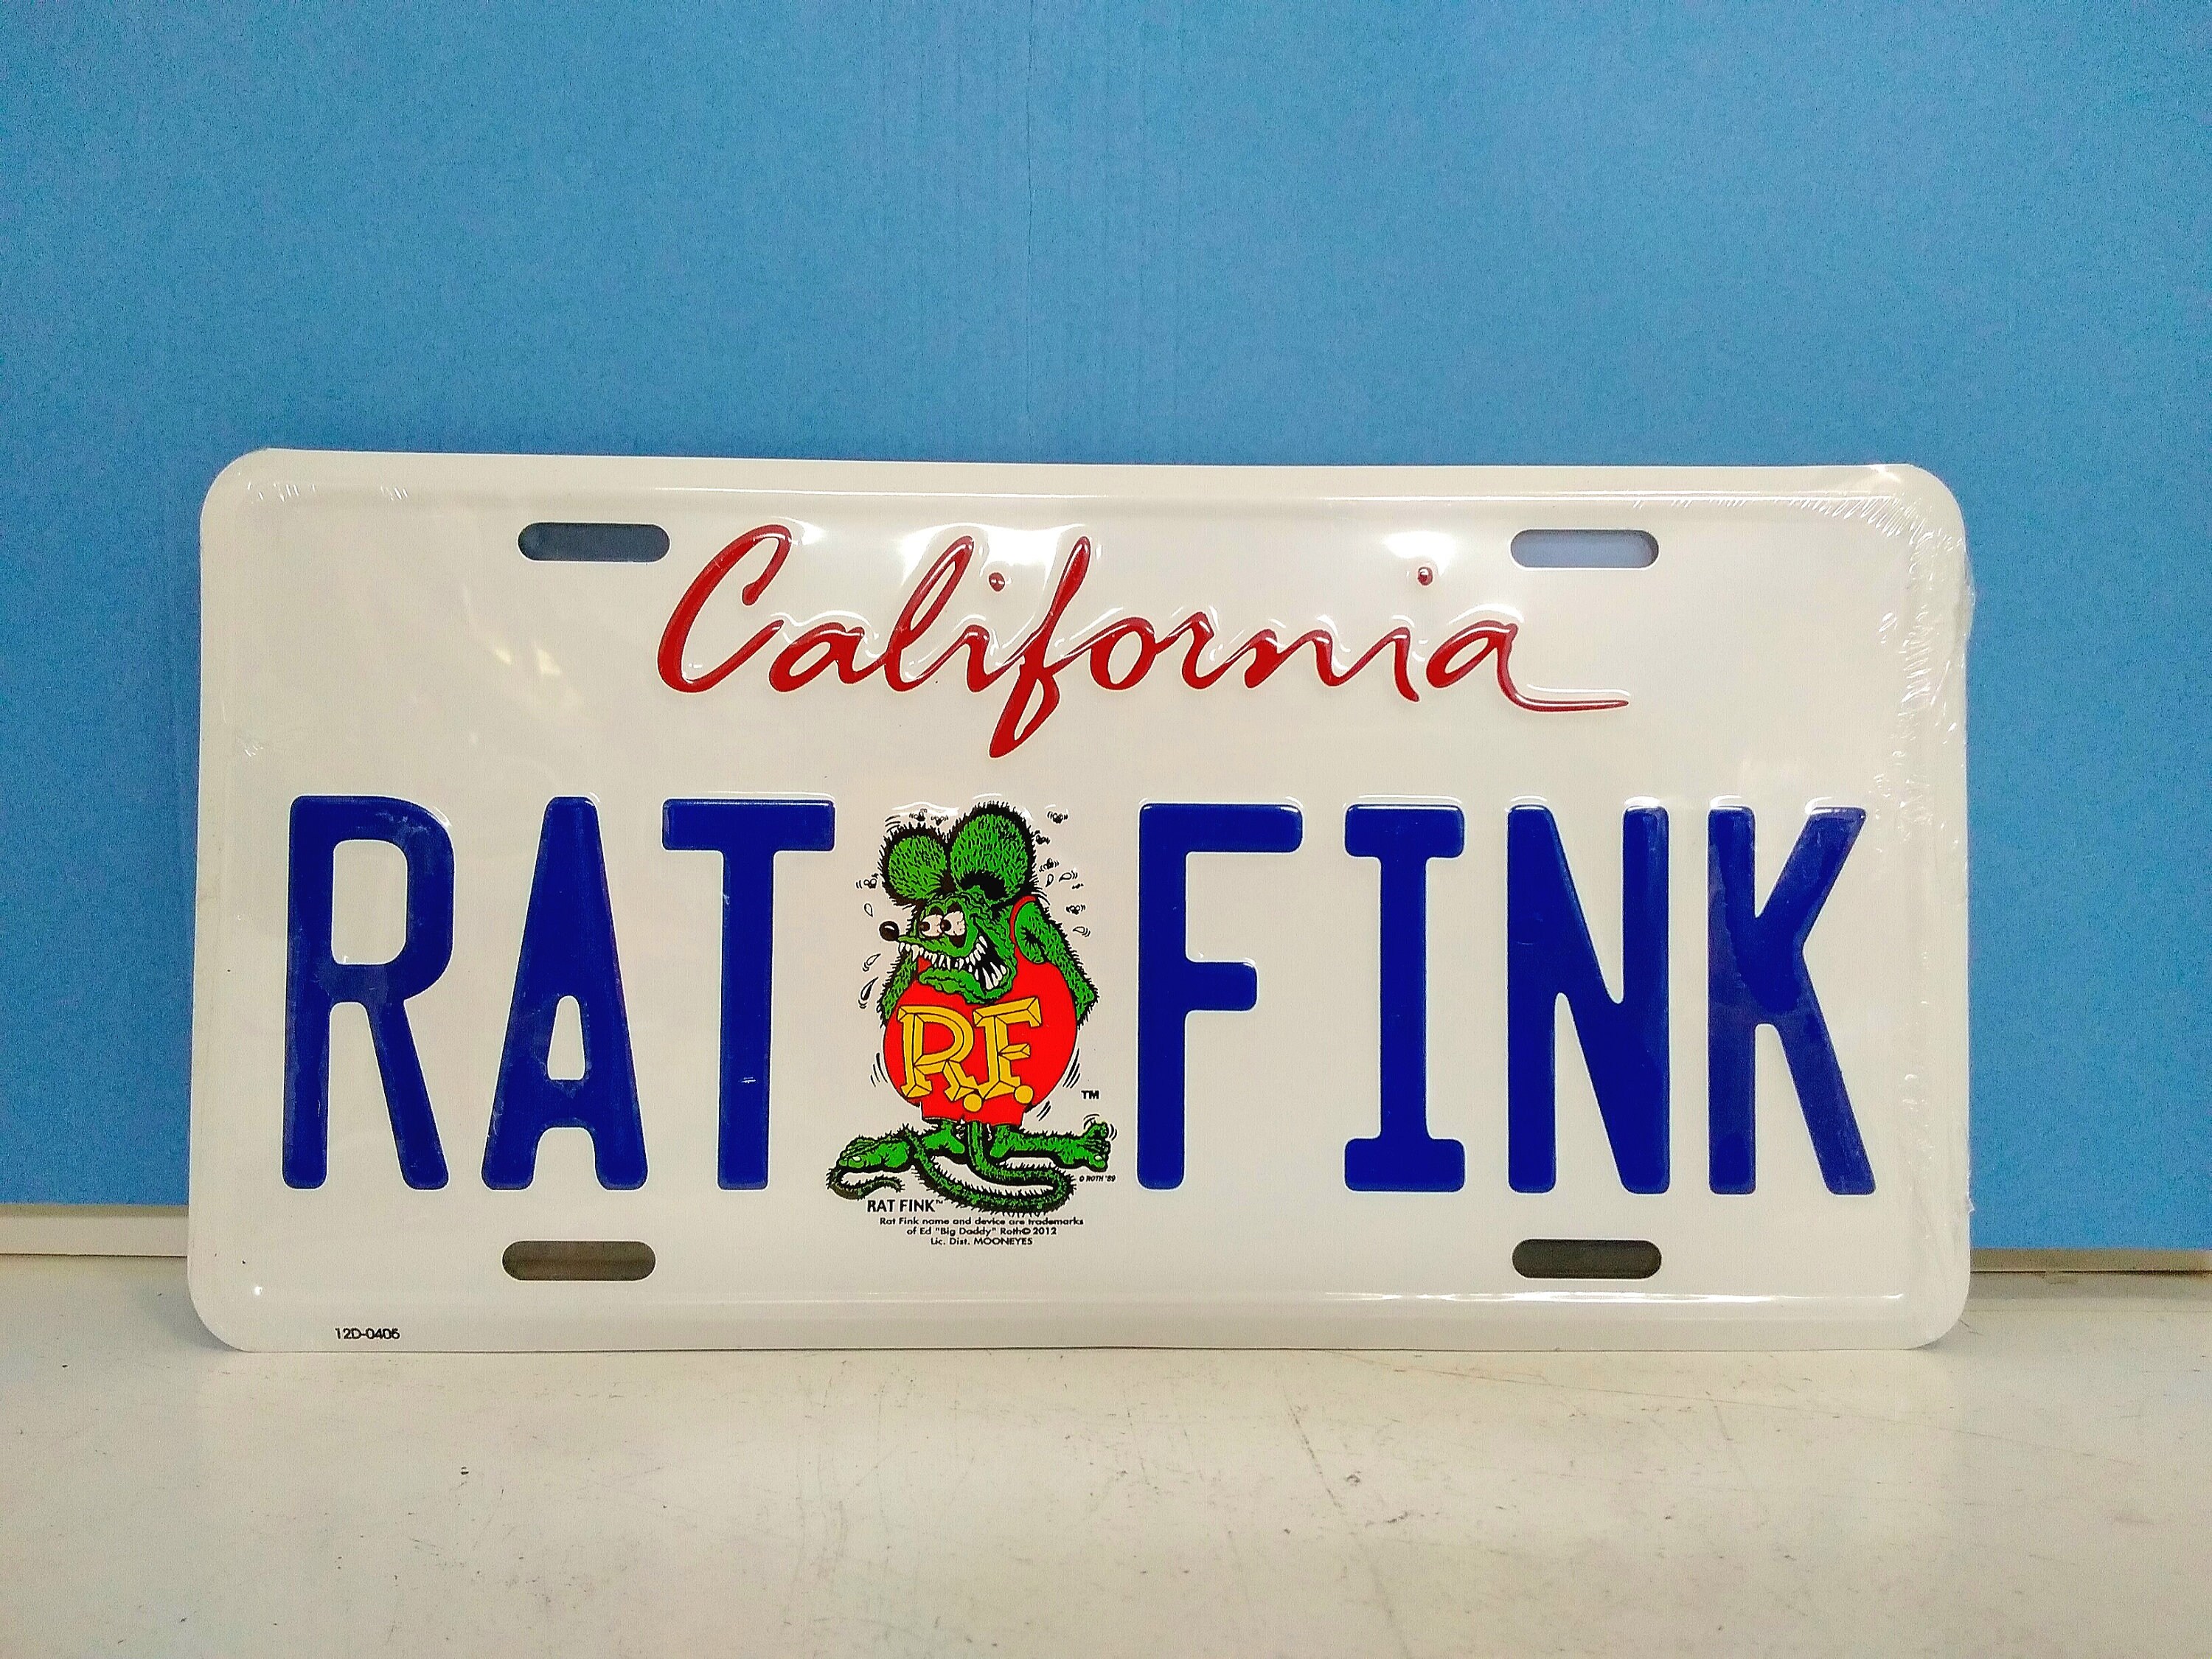 California
RAT FINK
R.F.
TM
© ROTH '89
RAT FINK™
Rat Fink name and device are trademarks
of Ed "Big Daddy" Roth© 2012
Lic. Dist. MOONEYES
12D-0405